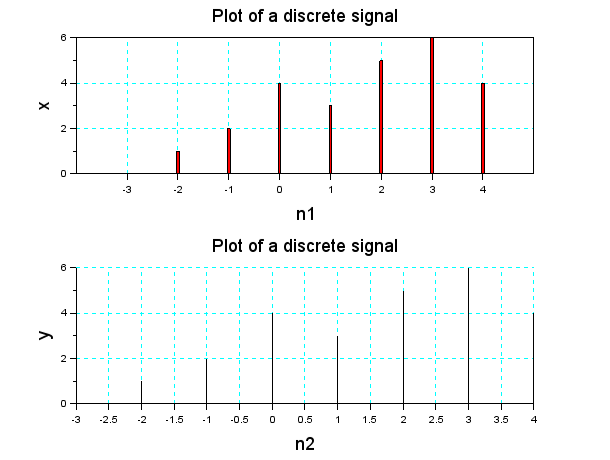 Plot of a discrete signal
6
4
x
2
0
-3 -2 -1 0 1 2 3 4
n1
Plot of a discrete signal
6
4
y
2
0
-3 -2.5 -2 -1.5 -1 -0.5 0 0.5 1 1.5 2 2.5 3 3.5 4
n2